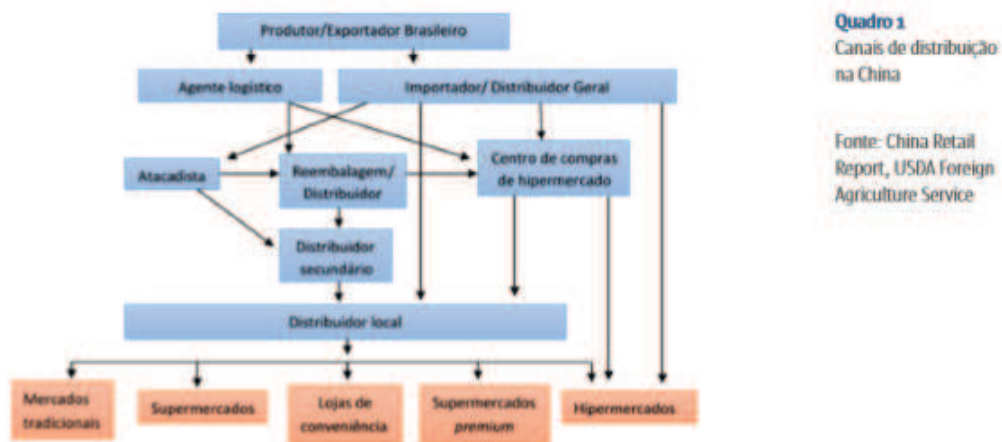 Produtor/Exportador Brasileiro
Agente logístico
Importador/ Distribuidor Geral
Atacadista
Reembalagem/
Distribuidor
Centro de compras
de hipermercado
Distribuidor
secundário
Distribuidor local
Mercados
tradicionais
Supermercados
Lojas de
conveniência
Supermercados
premium
Hipermercados
Quadro 1
Canais de distribuição
na China
Fonte: China Retail
Report, USDA Foreign
Agriculture Service